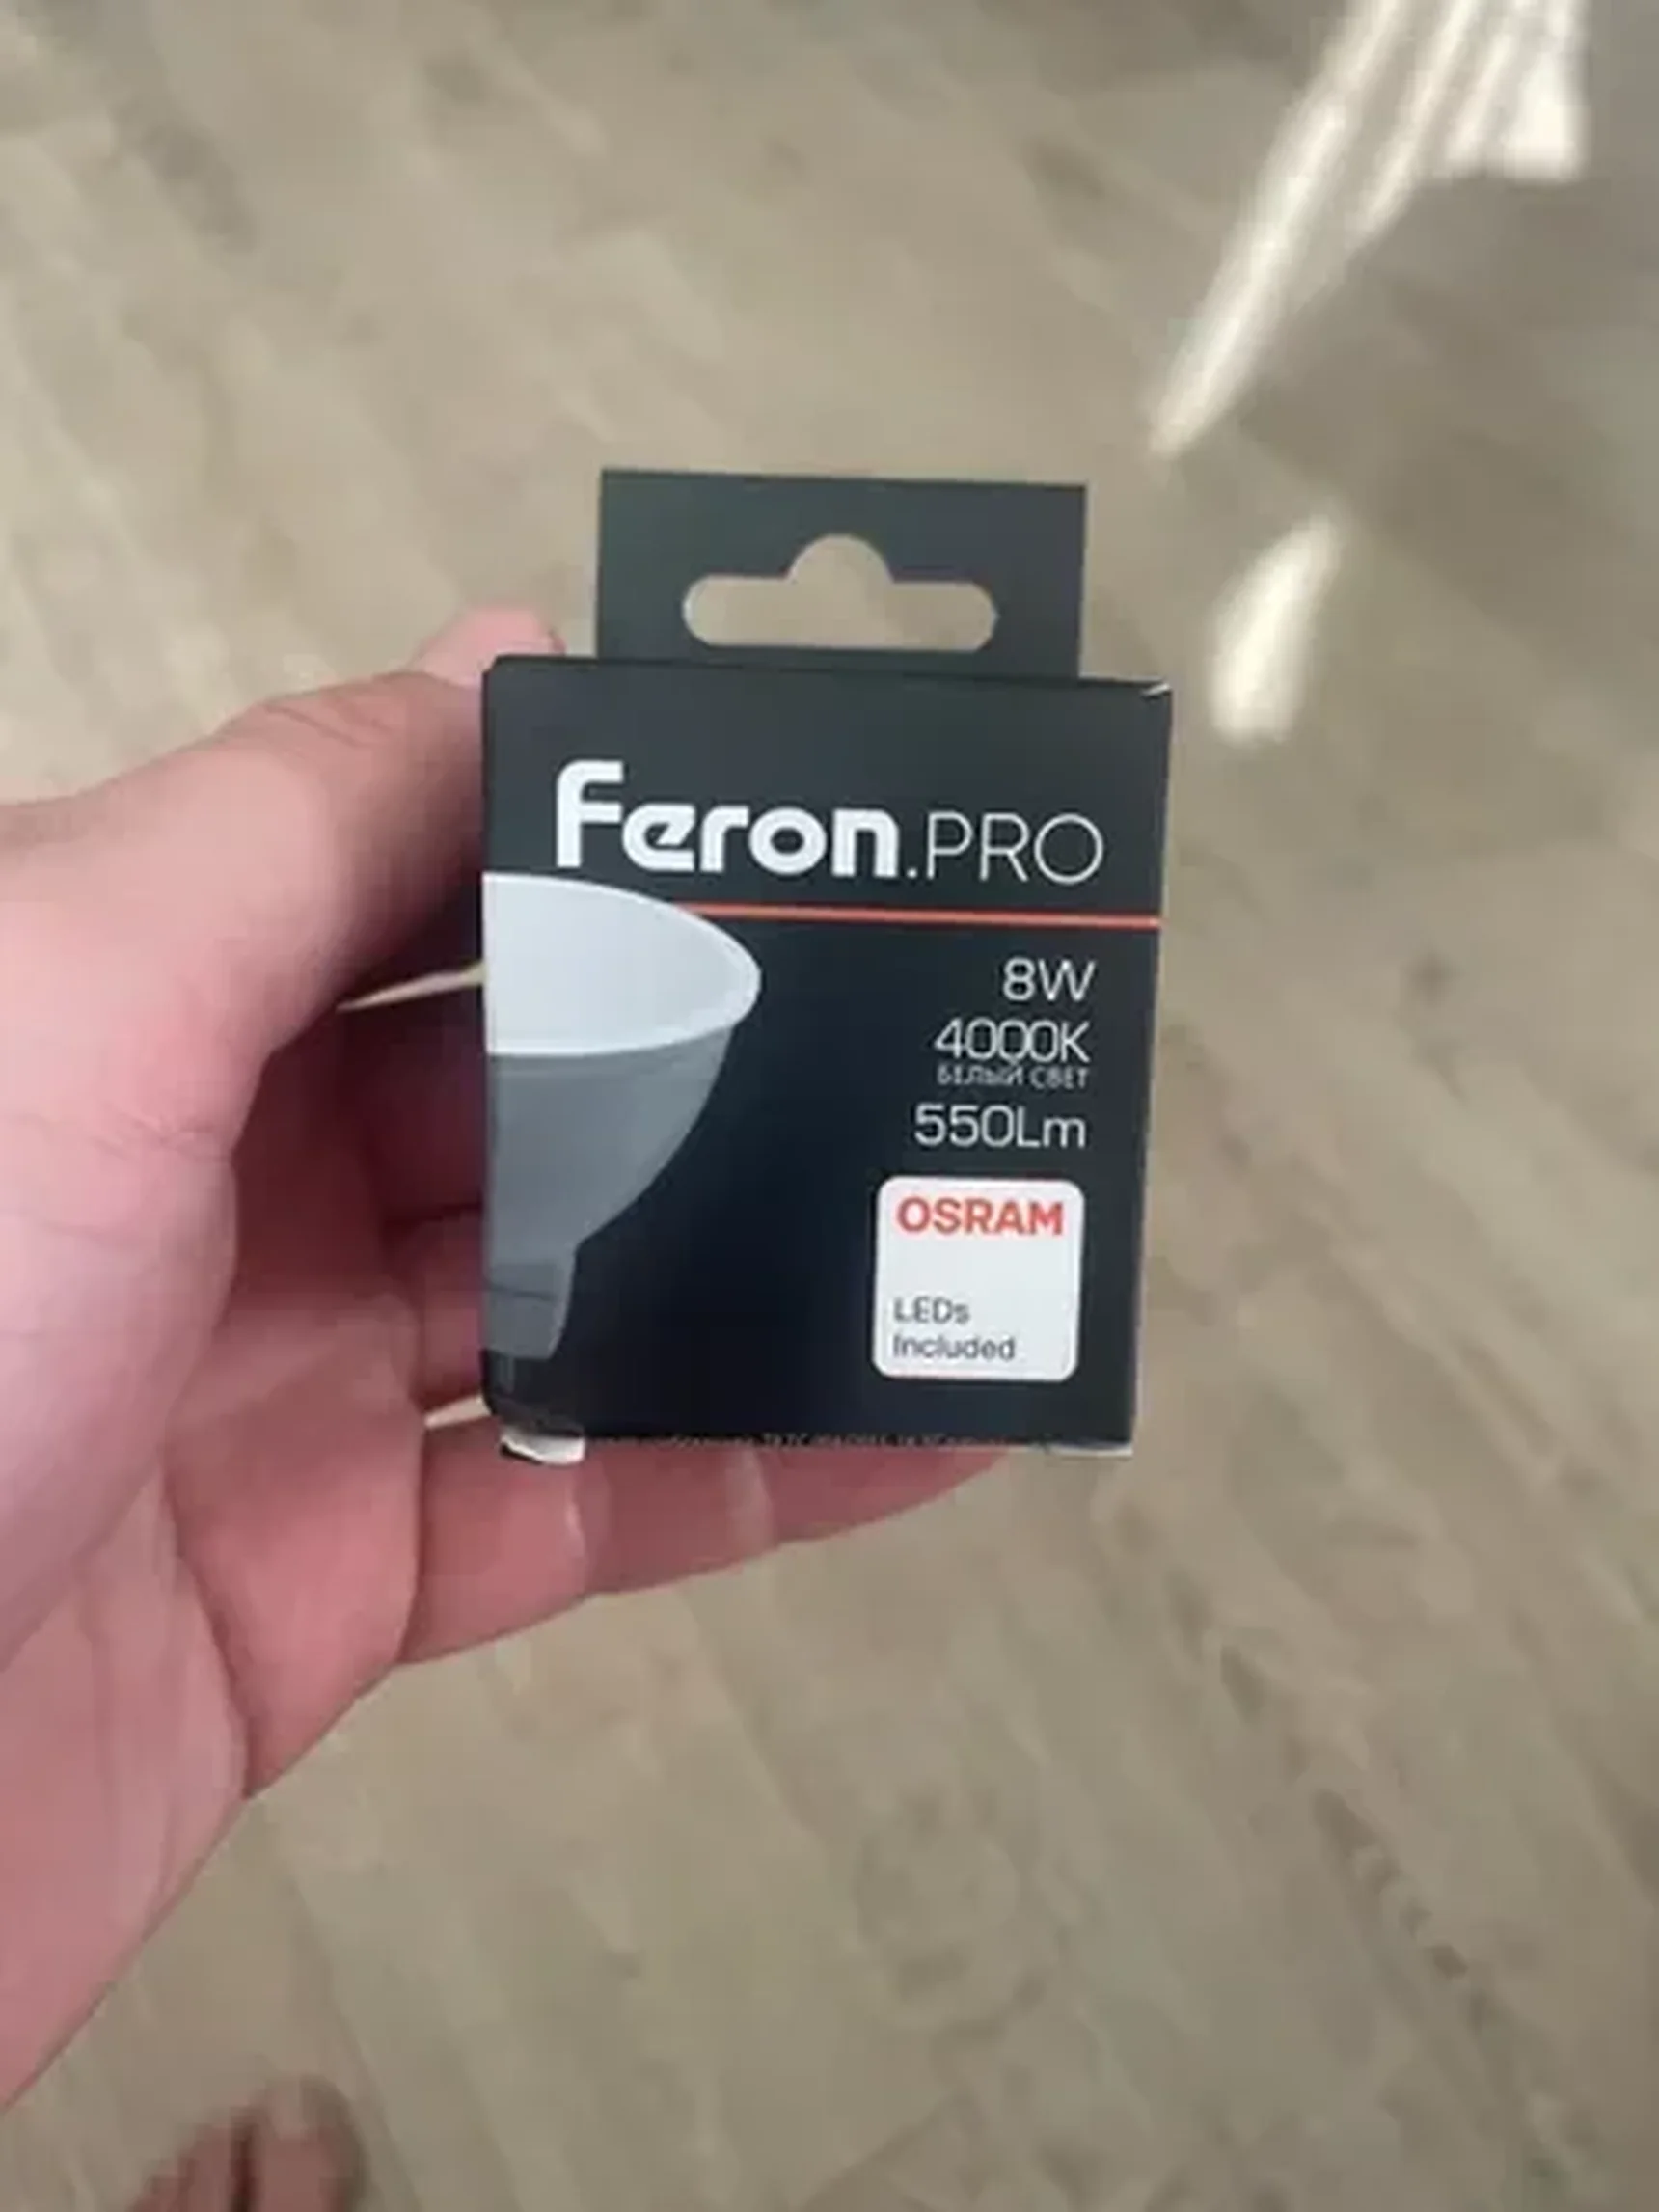 feron.PRO
8W
4000K
БЕЛЫЙ СВЕТ
550Lm
OSRAM
LEDs
Included